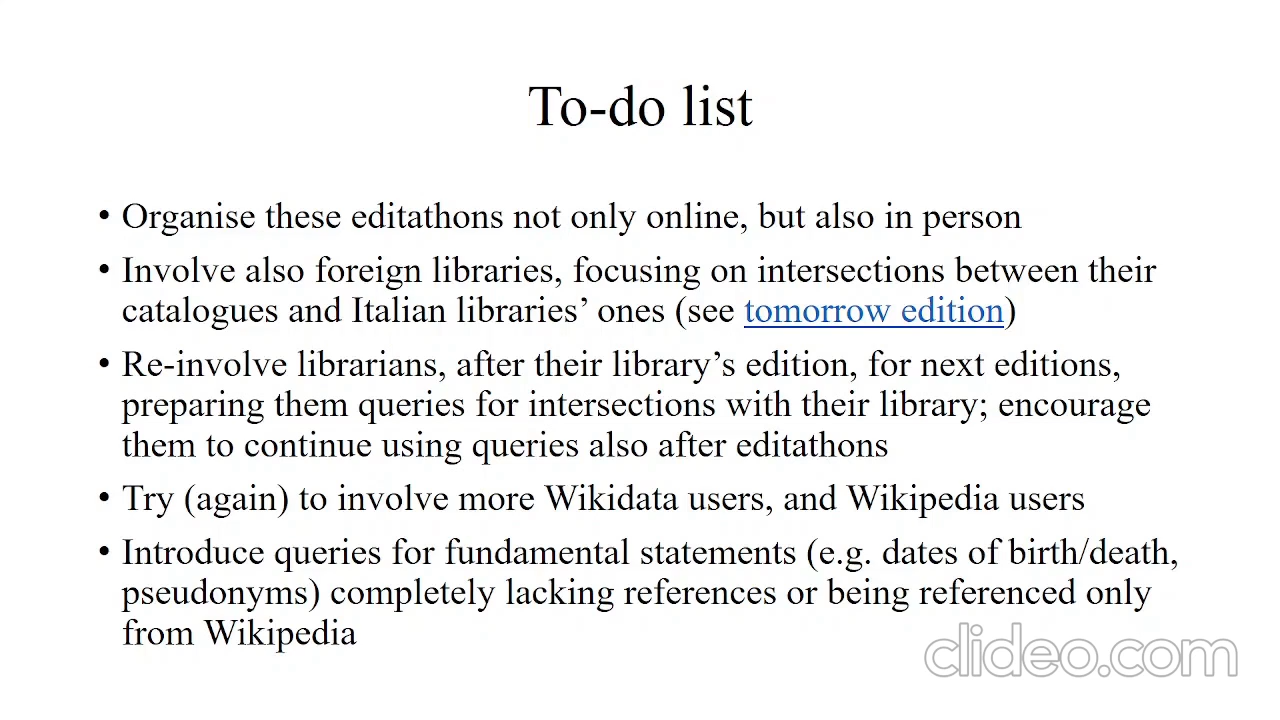 To-do list
• Organise these editathons not only online, but also in person
• Involve also foreign libraries, focusing on intersections between their
catalogues and Italian libraries’ ones (see tomorrow edition)
• Re-involve librarians, after their library’s edition, for next editions,
preparing them queries for intersections with their library; encourage
them to continue using queries also after editathons
• Try (again) to involve more Wikidata users, and Wikipedia users
• Introduce queries for fundamental statements (e.g. dates of birth/death,
pseudonyms) completely lacking references or being referenced only
from Wikipedia
clideo.com